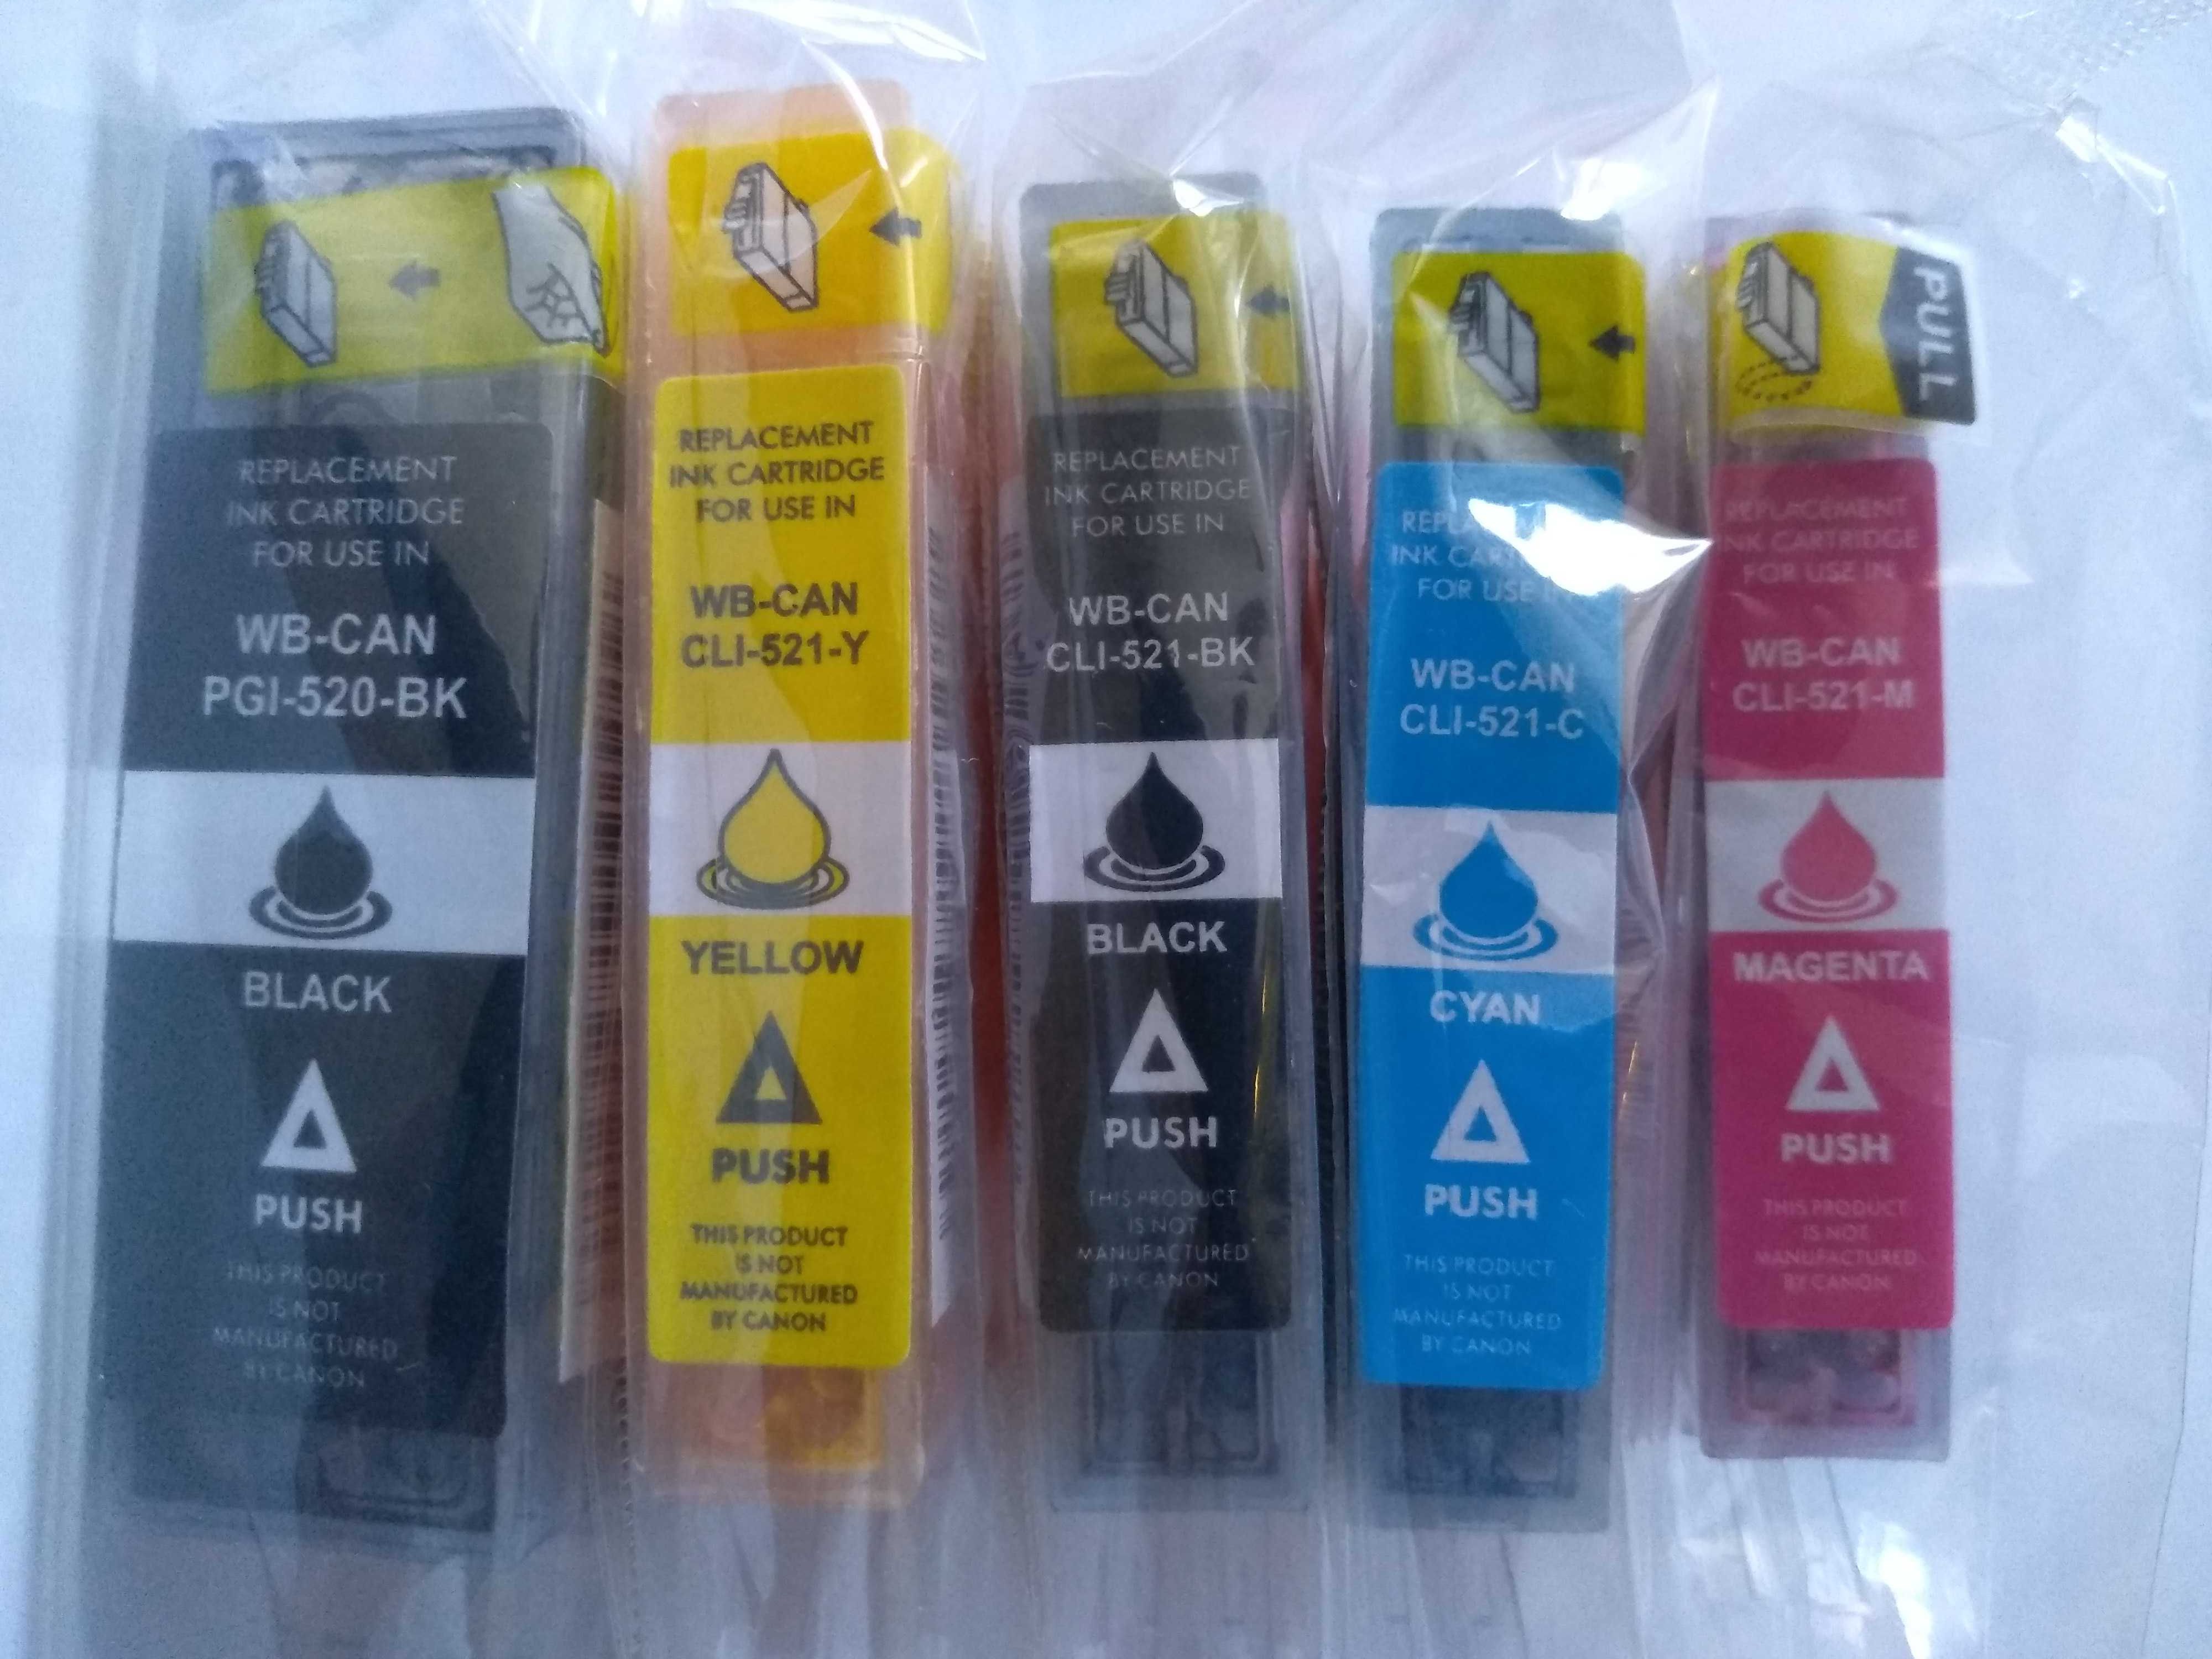 REPLACEMENT
INK CARTRIDGE
FOR USE IN
WB-CAN
PGI-520-BK
BLACK
PUSH
THIS PRODUCT
IS NOT
MANUFACTURED
BY CANON
REPLACEMENT
INK CARTRIDGE
FOR USE IN
WB-CAN
CLI-521-Y
YELLOW
PUSH
THIS PRODUCT
IS NOT
MANUFACTURED
BY CANON
REPLACEMENT
INK CARTRIDGE
FOR USE IN
WB-CAN
CLI-521-BK
BLACK
PUSH
THIS PRODUCT
IS NOT
MANUFACTURED
BY CANON
INK
FOR USE
WB-CAN
CLI-521-C
CYAN
PUSH
THIS PRODUCT
IS NOT
MANUFACTURED
BY CANON
PULL
REPLACEMENT
INK CARTRIDGE
FOR USE IN
WB-CAN
CLI-521-M
MAGENTA
PUSH
THIS PRODUCT
IS NOT
MANUFACTURED
BY CANON